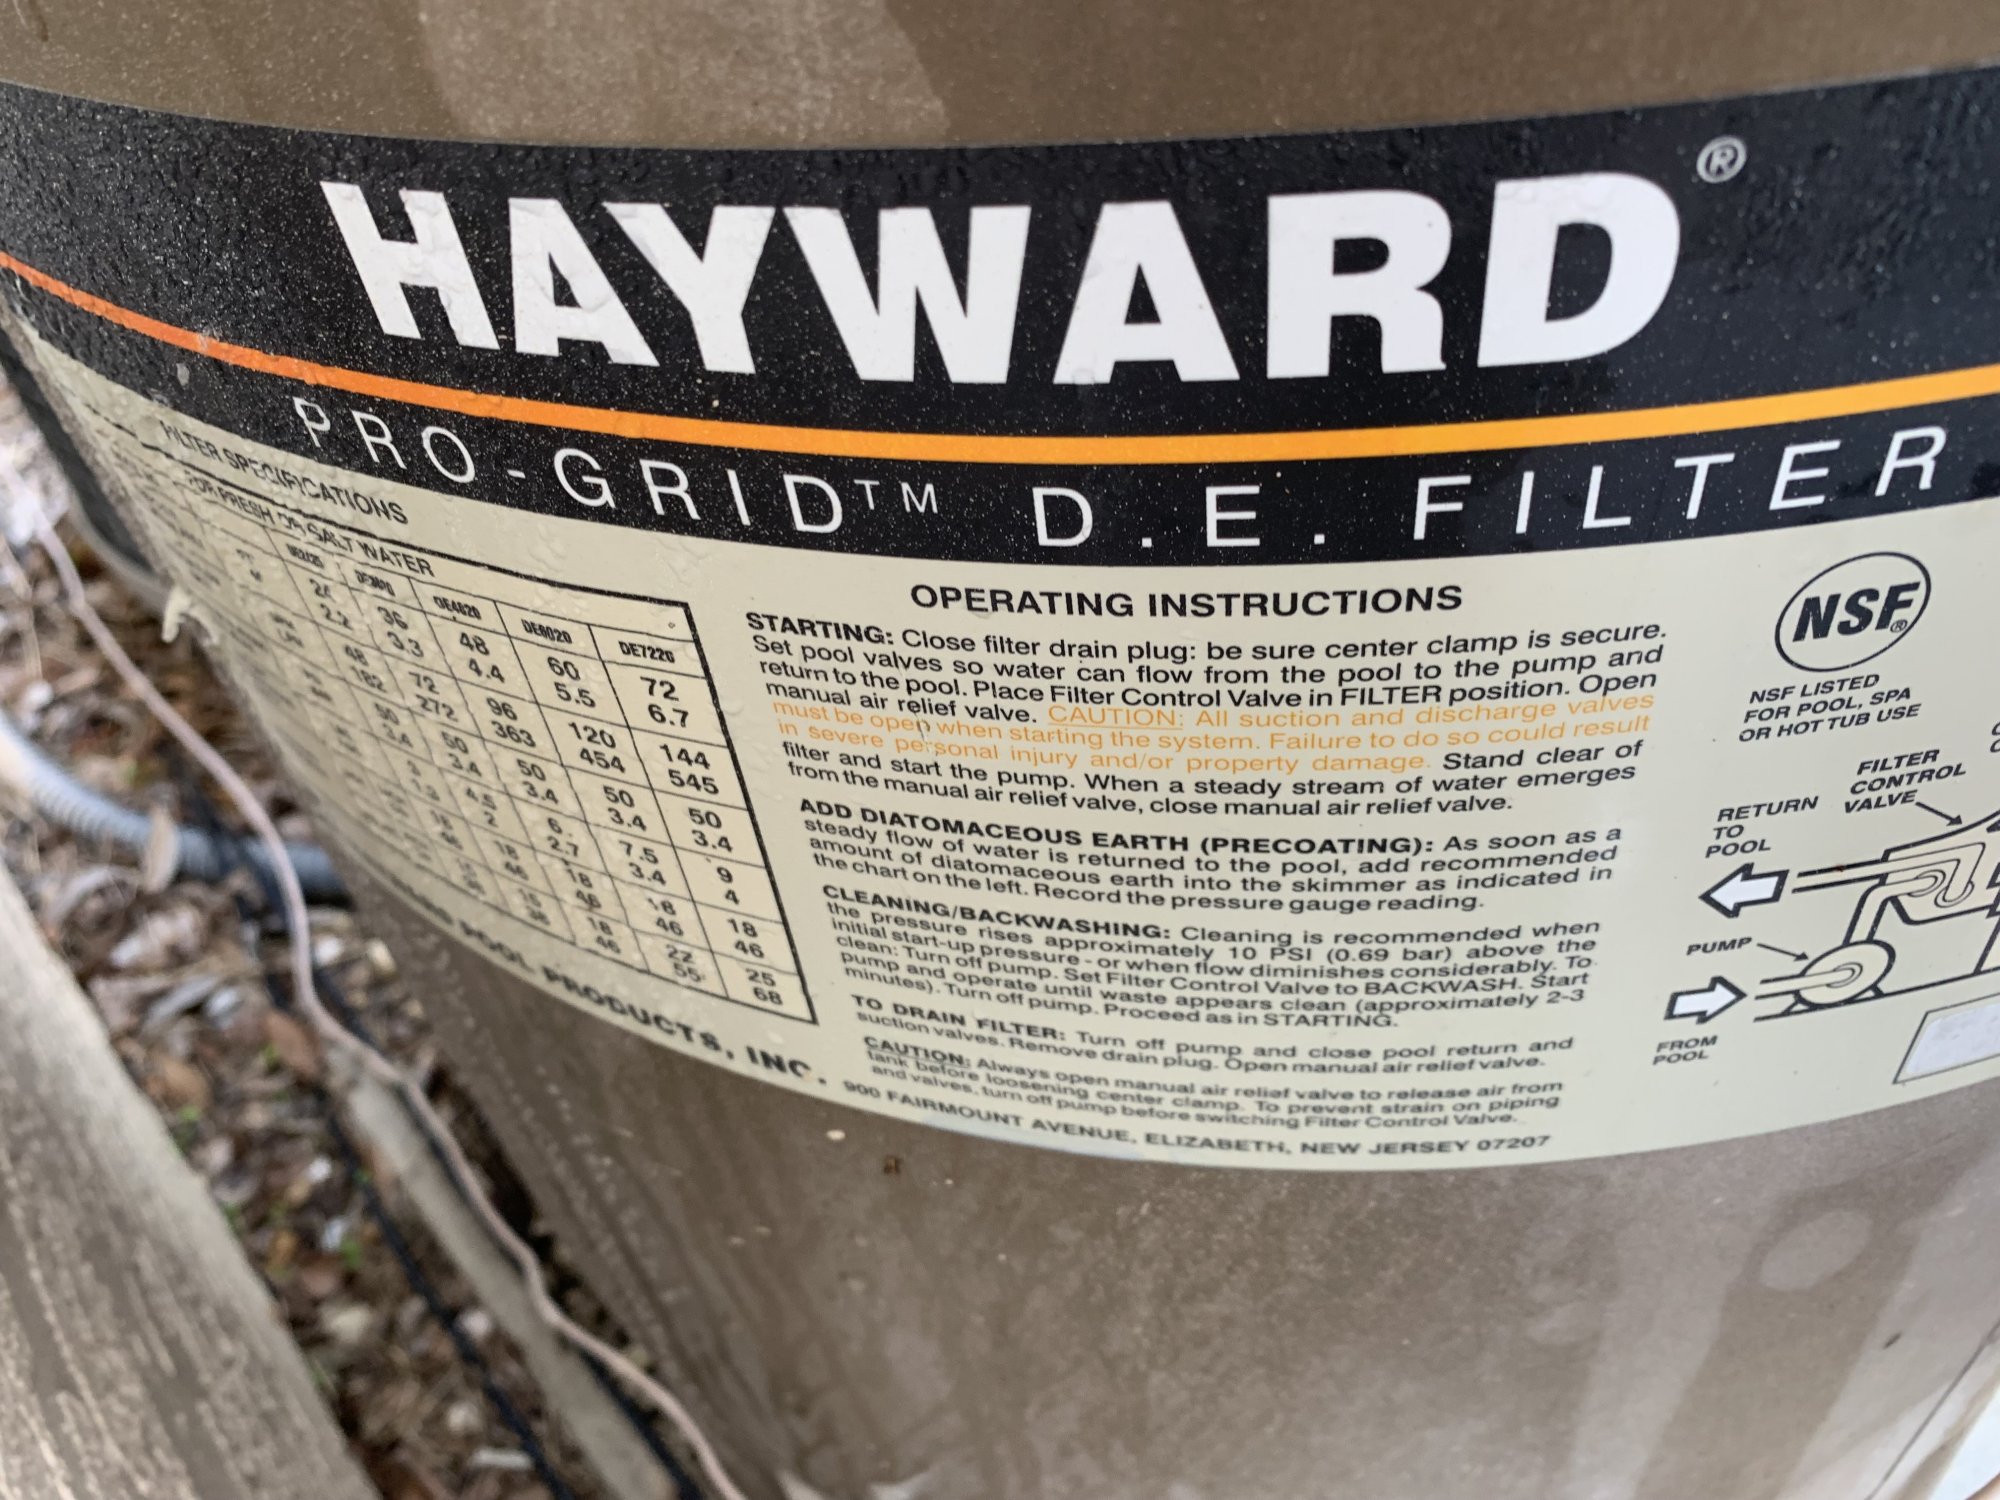 HAYWARD®
PRO-GRID™ D.E. FILTER
FILTER SPECIFICATIONS
FOR FRESH OR SALT WATER
DE2420 DE3620 DE4820 DE6020 DE7220
24 36 48 60 72
2.2 3.3 4.4 5.5 6.7
48 72 96 120 144
182 272 363 454 545
50 50 50 50 50
3.4 3.4 3.4 3.4 3.4
4.5 6. 7.5 9
2 2.7 3.4 4
18 18 18 18
46 46 46 46
18 22 25
46 55 68
POOL PRODUCTS, INC.
OPERATING INSTRUCTIONS
STARTING: Close filter drain plug: be sure center clamp is secure.
Set pool valves so water can flow from the pool to the pump and
return to the pool. Place Filter Control Valve in FILTER position. Open
manual air relief valve. CAUTION: All suction and discharge valves
must be open when starting the system. Failure to do so could result
in severe personal injury and/or property damage. Stand clear of
filter and start the pump. When a steady stream of water emerges
from the manual air relief valve, close manual air relief valve.
ADD DIATOMACEOUS EARTH (PRECOATING): As soon as a
steady flow of water is returned to the pool, add recommended
amount of diatomaceous earth into the skimmer as indicated in
the chart on the left. Record the pressure gauge reading.
CLEANING/BACKWASHING: Cleaning is recommended when
the pressure rises approximately 10 PSI (0.69 bar) above the
initial start-up pressure - or when flow diminishes considerably. To
clean: Turn off pump. Set Filter Control Valve to BACKWASH. Start
pump and operate until waste appears clean (approximately 2-3
minutes). Turn off pump. Proceed as in STARTING.
TO DRAIN FILTER: Turn off pump and close pool return and
suction valves. Remove drain plug. Open manual air relief valve.
CAUTION: Always open manual air relief valve to release air from
tank before loosening center clamp. To prevent strain on piping
and valves, turn off pump before switching Filter Control Valve.
900 FAIRMOUNT AVENUE, ELIZABETH, NEW JERSEY 07207
NSF®
NSF LISTED
FOR POOL, SPA
OR HOT TUB USE
FILTER
CONTROL
VALVE
RETURN
TO
POOL
PUMP
FROM
POOL